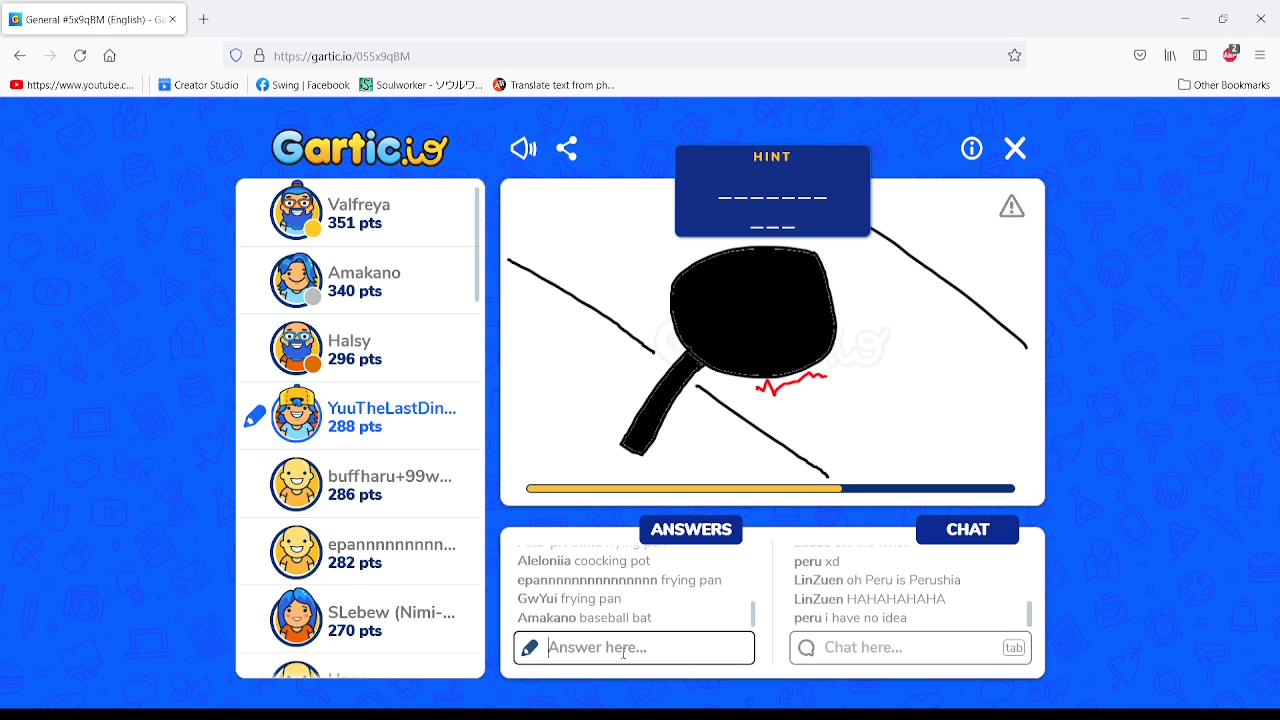 General #5x9qBM (English) - Ga
https://gartic.io/055x9qBM
2
https://www.youtube.c...
Creator Studio
Swing | Facebook
Soulworker - ソウルワ...
Translate text from ph...
Other Bookmarks
Gartic.io
HINT
Valfreya
351 pts
Amakano
340 pts
Halsy
296 pts
YuuTheLastDin...
288 pts
buffharu+99w...
286 pts
epannnnnnnnn...
282 pts
SLebew (Nimi-...
270 pts
ANSWERS
Aleloniia coocking pot
epannnnnnnnnnnnnnn frying pan
GwYui frying pan
Amakano baseball bat
Answer here...
CHAT
peru xd
LinZuen oh Peru is Perushia
LinZuen HAHAHAHAHA
peru i have no idea
Chat here...
tab